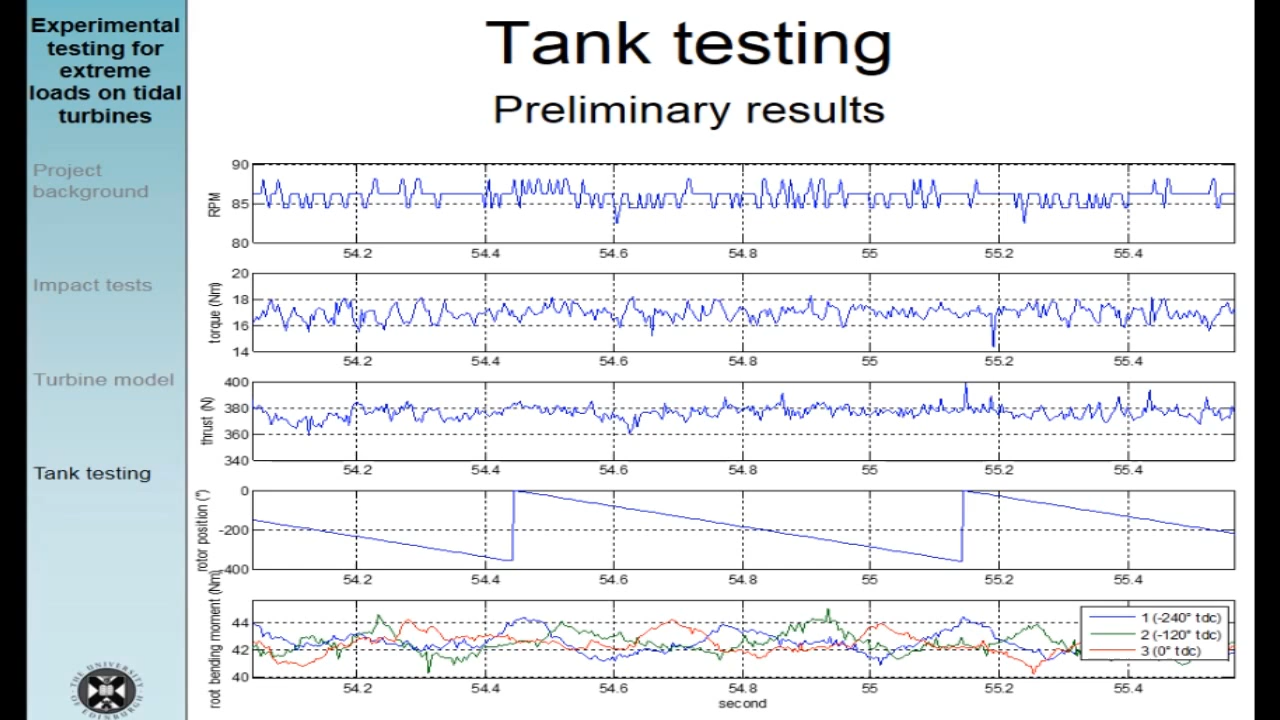 Experimental
testing for
extreme
loads on tidal
turbines
Project
background
Impact tests
Turbine model
Tank testing
THE UNIVERSITY
OF EDINBURGH
Tank testing
Preliminary results
90
85
80
RPM
54.2 54.4 54.6 54.8 55 55.2 55.4
20
18
16
14
torque (Nm)
54.2 54.4 54.6 54.8 55 55.2 55.4
400
380
360
340
thrust (N)
54.2 54.4 54.6 54.8 55 55.2 55.4
0
-200
-400
rotor position (°)
54.2 54.4 54.6 54.8 55 55.2 55.4
44
42
40
root bending moment (Nm)
1 (-240° tdc)
2 (-120° tdc)
3 (0° tdc)
54.2 54.4 54.6 54.8 55 55.2 55.4
second